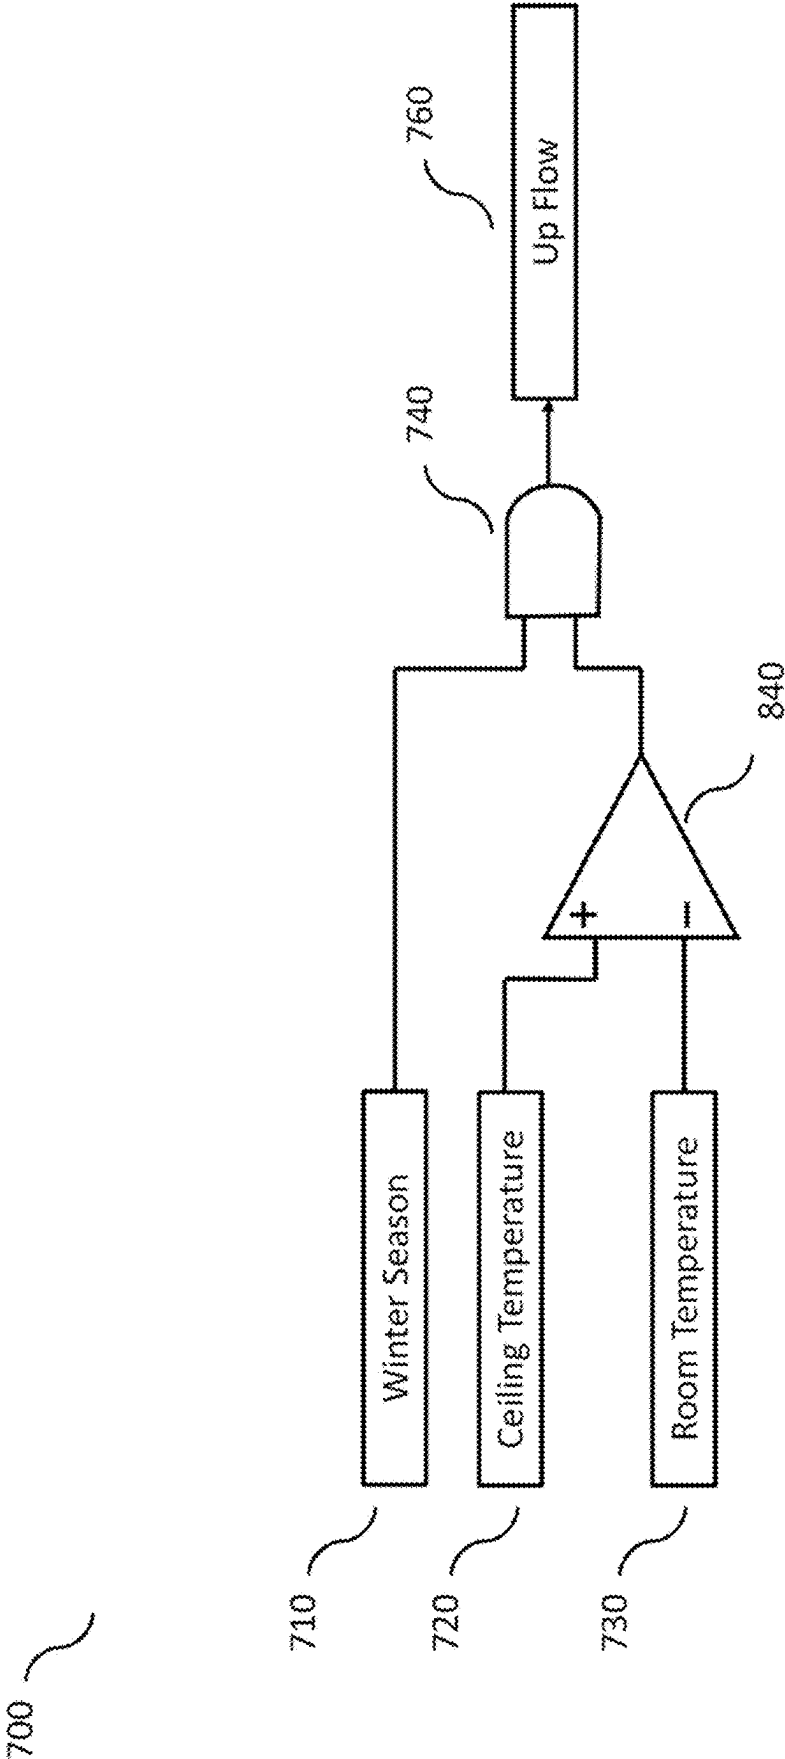 700
710
Winter Season
720
Ceiling Temperature
730
Room Temperature
+
−
840
740
760
Up Flow